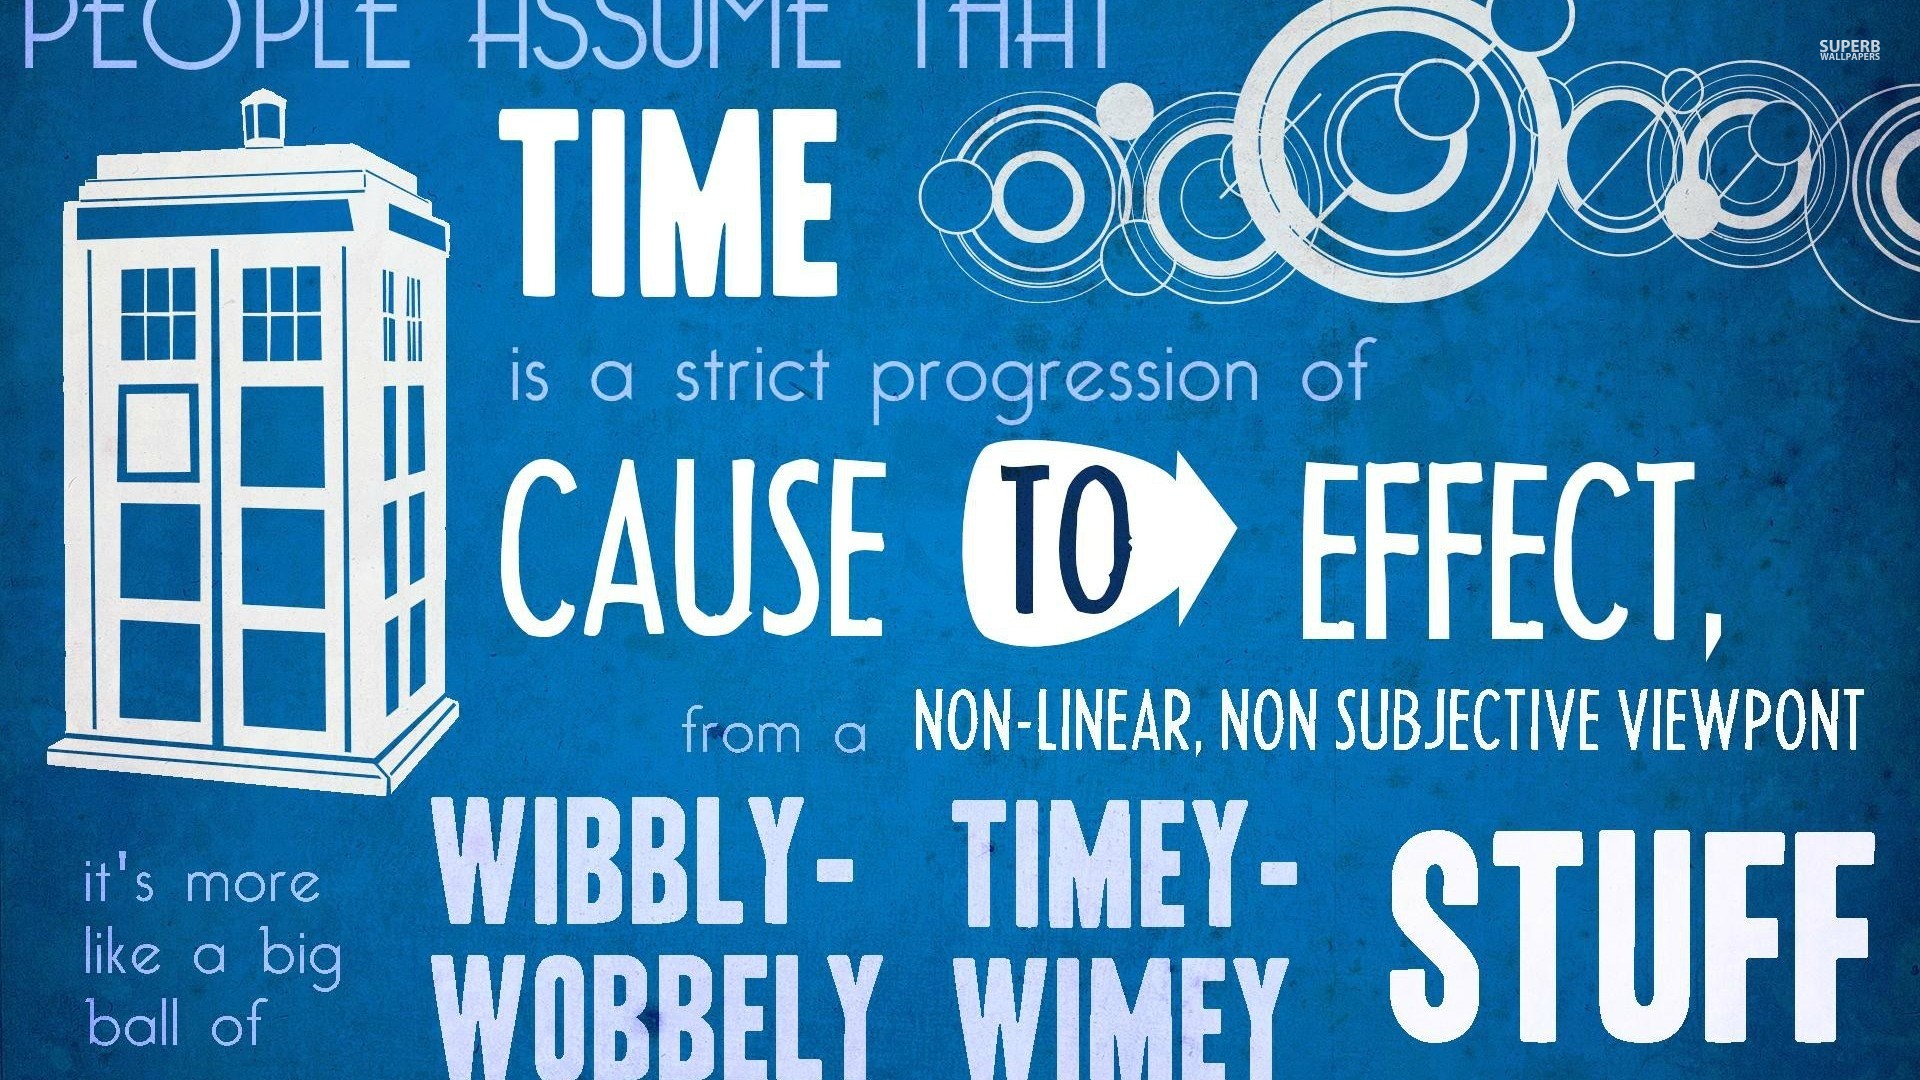 PEOPLE ASSUME THAT
SUPERB
WALLPAPERS
TIME
is a strict progression of
CAUSE TO EFFECT,
from a NON-LINEAR, NON SUBJECTIVE VIEWPONT
it's more
like a big
ball of
WIBBLY-
WOBBELY
TIMEY-
WIMEY
STUFF